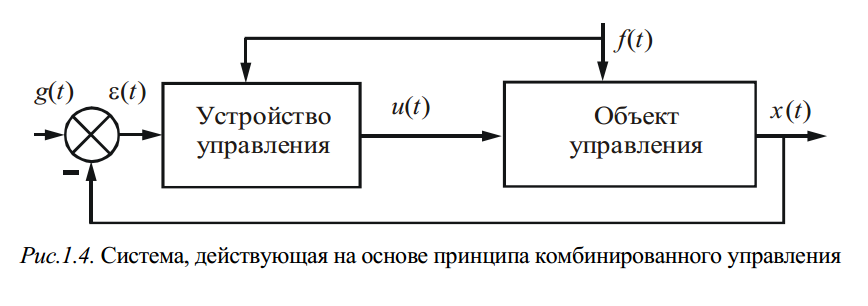 f(t)
g(t)
ε(t)
Устройство
управления
u(t)
Объект
управления
x(t)
−
Рис.1.4. Система, действующая на основе принципа комбинированного управления